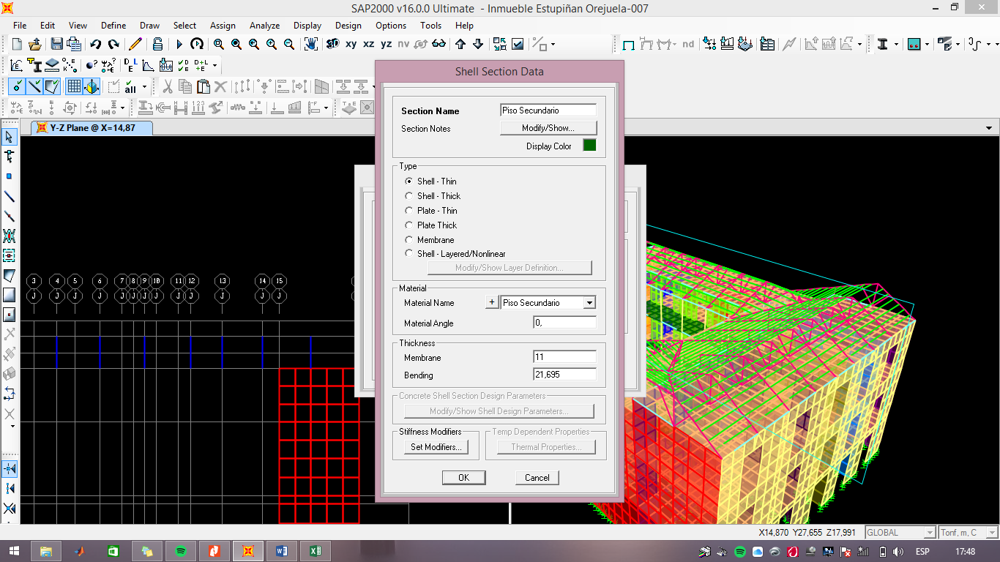 SAP2000 v16.0.0 Ultimate - Inmueble Estupiñan Orejuela-007
File Edit View Define Draw Select Assign Analyze Display Design Options Tools Help
3D xy xz yz nv nd
all
Y-Z Plane @ X=14,87
3 4 5 6 7 8 9 10 11 12 13 14 15
J J J J J J J J J J J J J
Shell Section Data
Section Name Piso Secundario
Section Notes Modify/Show...
Display Color
Type
Shell - Thin
Shell - Thick
Plate - Thin
Plate Thick
Membrane
Shell - Layered/Nonlinear
Modify/Show Layer Definition...
Material
Material Name + Piso Secundario
Material Angle 0,
Thickness
Membrane 11
Bending 21,695
Concrete Shell Section Design Parameters
Modify/Show Shell Design Parameters...
Stiffness Modifiers Temp Dependent Properties
Set Modifiers... Thermal Properties...
OK Cancel
X14,870 Y27,655 Z17,991 GLOBAL Tonf, m, C
ESP 17:48